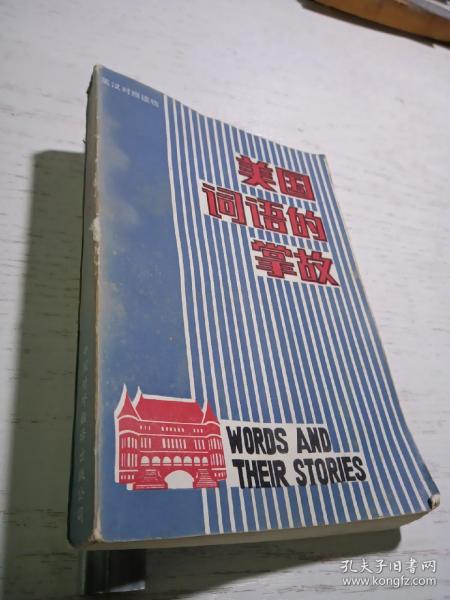 英汉对照读物
美国
词语的
掌故
WORDS AND
THEIR STORIES
孔夫子旧书网
www.kongfz.com